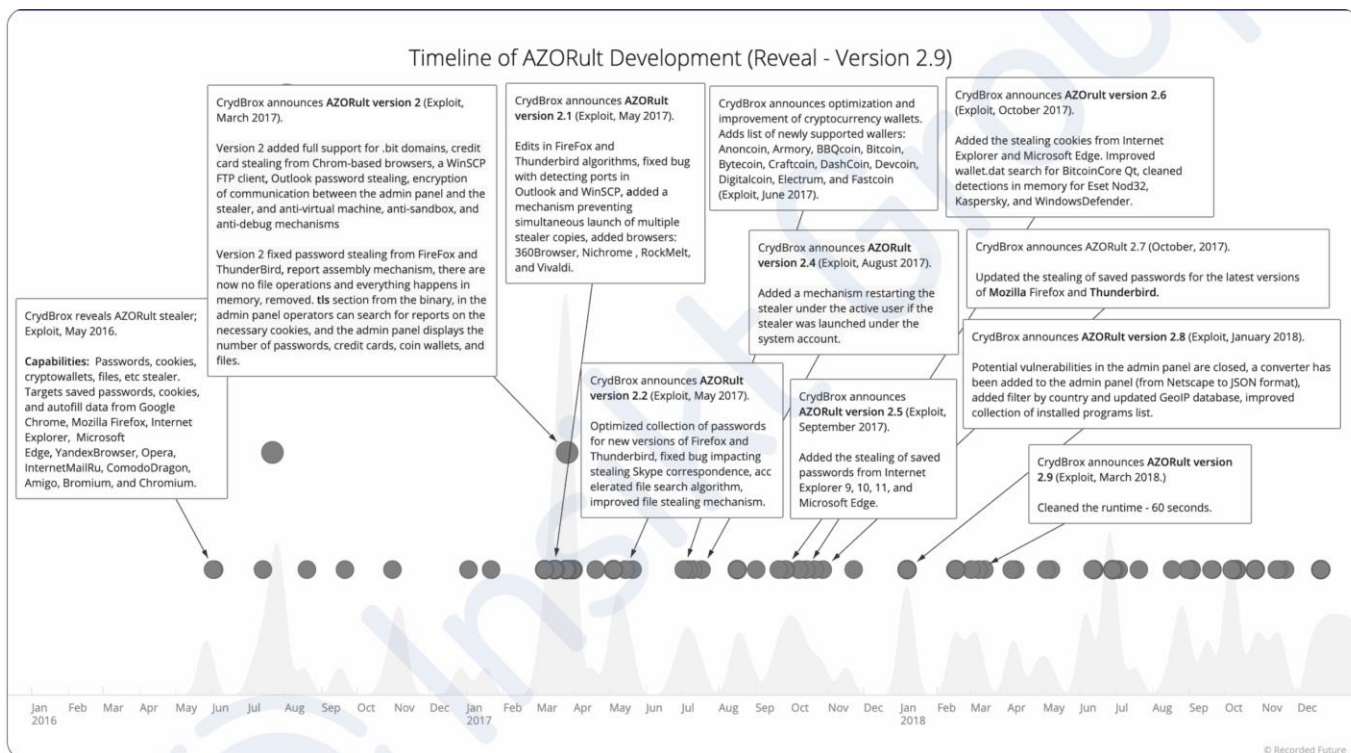 Timeline of AZORult Development (Reveal - Version 2.9)
CrydBrox reveals AZORult stealer;
Exploit, May 2016.
Capabilities: Passwords, cookies,
cryptowallets, files, etc stealer.
Targets saved passwords, cookies,
and autofill data from Google
Chrome, Mozilla Firefox, Internet
Explorer, Microsoft
Edge, YandexBrowser, Opera,
InternetMailRu, ComodoDragon,
Amigo, Bromium, and Chromium.
CrydBrox announces AZORult version 2 (Exploit,
March 2017).
Version 2 added full support for .bit domains, credit
card stealing from Chrom-based browsers, a WinSCP
FTP client, Outlook password stealing, encryption
of communication between the admin panel and the
stealer, and anti-virtual machine, anti-sandbox, and
anti-debug mechanisms
Version 2 fixed password stealing from FireFox and
ThunderBird, report assembly mechanism, there are
now no file operations and everything happens in
memory, removed. tls section from the binary, in the
admin panel operators can search for reports on the
necessary cookies, and the admin panel displays the
number of passwords, credit cards, coin wallets, and
files.
CrydBrox announces AZORult
version 2.1 (Exploit, May 2017).
Edits in FireFox and
Thunderbird algorithms, fixed bug
with detecting ports in
Outlook and WinSCP, added a
mechanism preventing
simultaneous launch of multiple
stealer copies, added browsers:
360Browser, Nichrome , RockMelt,
and Vivaldi.
CrydBrox announces AZORult
version 2.2 (Exploit, May 2017).
Optimized collection of passwords
for new versions of Firefox and
Thunderbird, fixed bug impacting
stealing Skype correspondence, acc
elerated file search algorithm,
improved file stealing mechanism.
CrydBrox announces optimization and
improvement of cryptocurrency wallets.
Adds list of newly supported wallers:
Anoncoin, Armory, BBQcoin, Bitcoin,
Bytecoin, Craftcoin, DashCoin, Devcoin,
Digitalcoin, Electrum, and Fastcoin
(Exploit, June 2017).
CrydBrox announces AZORult
version 2.4 (Exploit, August 2017).
Added a mechanism restarting the
stealer under the active user if the
stealer was launched under the
system account.
CrydBrox announces
AZORult version 2.5 (Exploit,
September 2017).
Added the stealing of saved
passwords from Internet
Explorer 9, 10, 11, and
Microsoft Edge.
CrydBrox announces AZOrult version 2.6
(Exploit, October 2017).
Added the stealing cookies from Internet
Explorer and Microsoft Edge. Improved
wallet.dat search for BitcoinCore Qt, cleaned
detections in memory for Eset Nod32,
Kaspersky, and WindowsDefender.
CrydBrox announces AZORult 2.7 (October, 2017).
Updated the stealing of saved passwords for the latest versions
of Mozilla Firefox and Thunderbird.
CrydBrox announces AZORult version 2.8 (Exploit, January 2018).
Potential vulnerabilities in the admin panel are closed, a converter has
been added to the admin panel (from Netscape to JSON format),
added filter by country and updated GeoIP database, improved
collection of installed programs list.
CrydBrox announces AZORult version
2.9 (Exploit, March 2018.)
Cleaned the runtime - 60 seconds.
Insikt Group
Jan Feb Mar Apr May Jun Jul Aug Sep Oct Nov Dec Jan Feb Mar Apr May Jun Jul Aug Sep Oct Nov Dec Jan Feb Mar Apr May Jun Jul Aug Sep Oct Nov Dec
2016 2017 2018
© Recorded Future